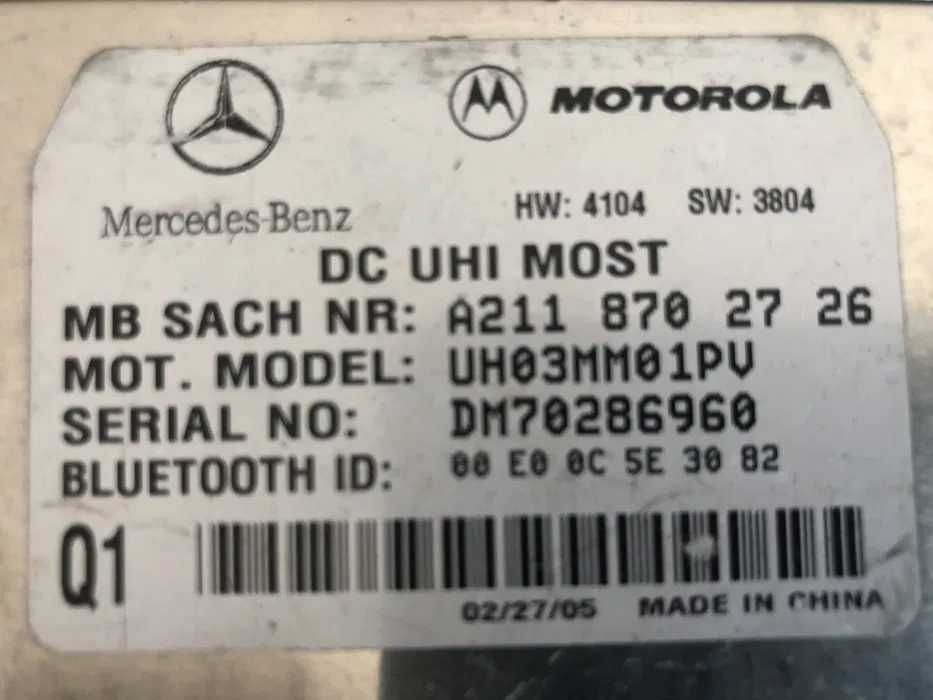 MOTOROLA
Mercedes-Benz
HW: 4104 SW: 3804
DC UHI MOST
MB SACH NR: A211 870 27 26
MOT. MODEL: UH03MM01PV
SERIAL NO: DM70286960
BLUETOOTH ID: 00 E0 0C 5E 30 82
Q1
02/27/05 MADE IN CHINA